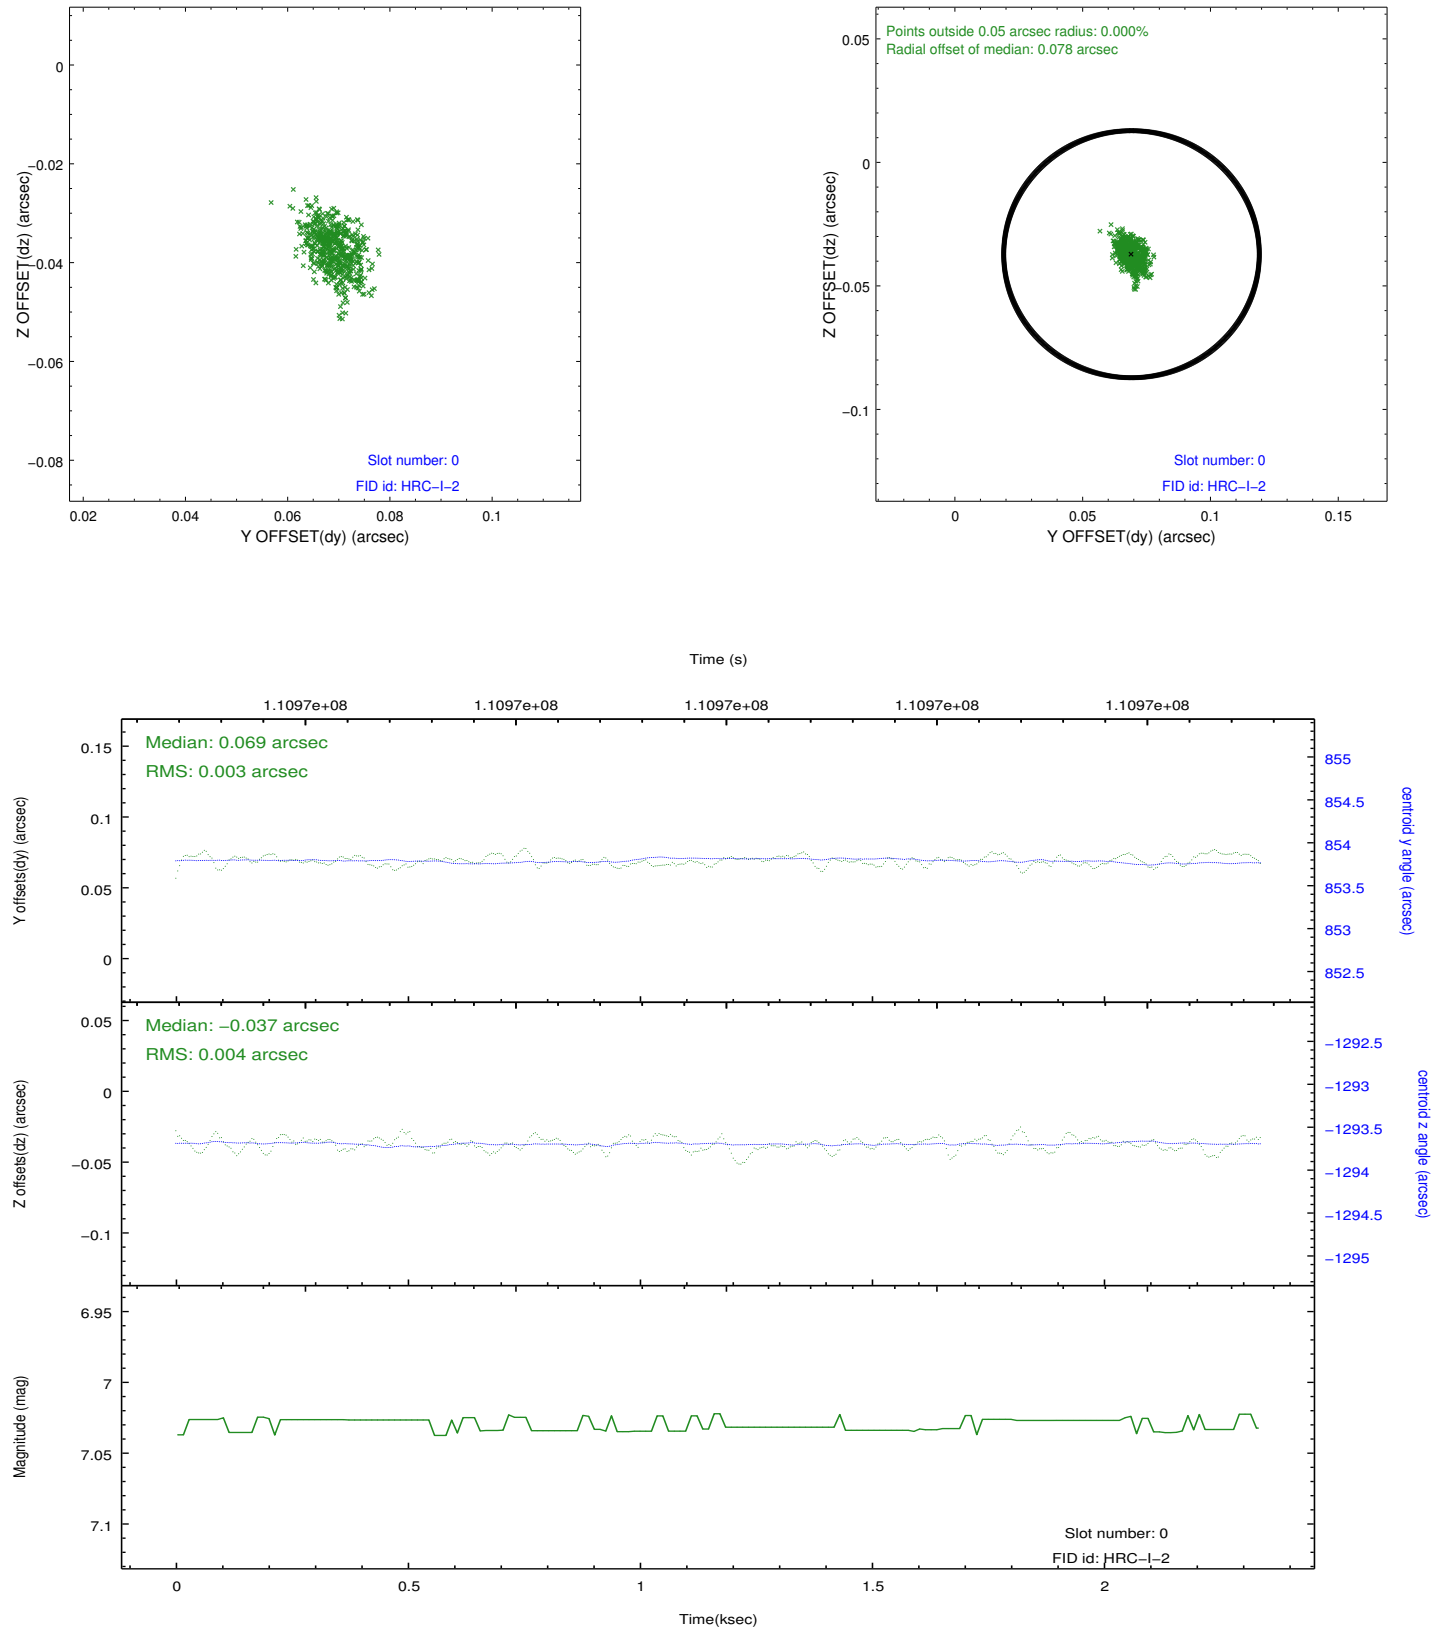 0
−0.02
−0.04
−0.06
−0.08
Z OFFSET(dz) (arcsec)
Slot number: 0
FID id: HRC−I−2
0.02 0.04 0.06 0.08 0.1
Y OFFSET(dy) (arcsec)
Points outside 0.05 arcsec radius: 0.000%
Radial offset of median: 0.078 arcsec
0.05
0
−0.05
−0.1
Z OFFSET(dz) (arcsec)
Slot number: 0
FID id: HRC−I−2
0 0.05 0.1 0.15
Y OFFSET(dy) (arcsec)
Time (s)
1.1097e+08 1.1097e+08 1.1097e+08 1.1097e+08 1.1097e+08
Median: 0.069 arcsec
RMS: 0.003 arcsec
0.15
0.1
0.05
0
Y offsets(dy) (arcsec)
855
854.5
854
853.5
853
852.5
centroid y angle (arcsec)
Median: −0.037 arcsec
RMS: 0.004 arcsec
0.05
0
−0.05
−0.1
Z offsets(dz) (arcsec)
−1292.5
−1293
−1293.5
−1294
−1294.5
−1295
centroid z angle (arcsec)
6.95
7
7.05
7.1
Magnitude (mag)
Slot number: 0
FID id: HRC−I−2
0 0.5 1 1.5 2
Time(ksec)